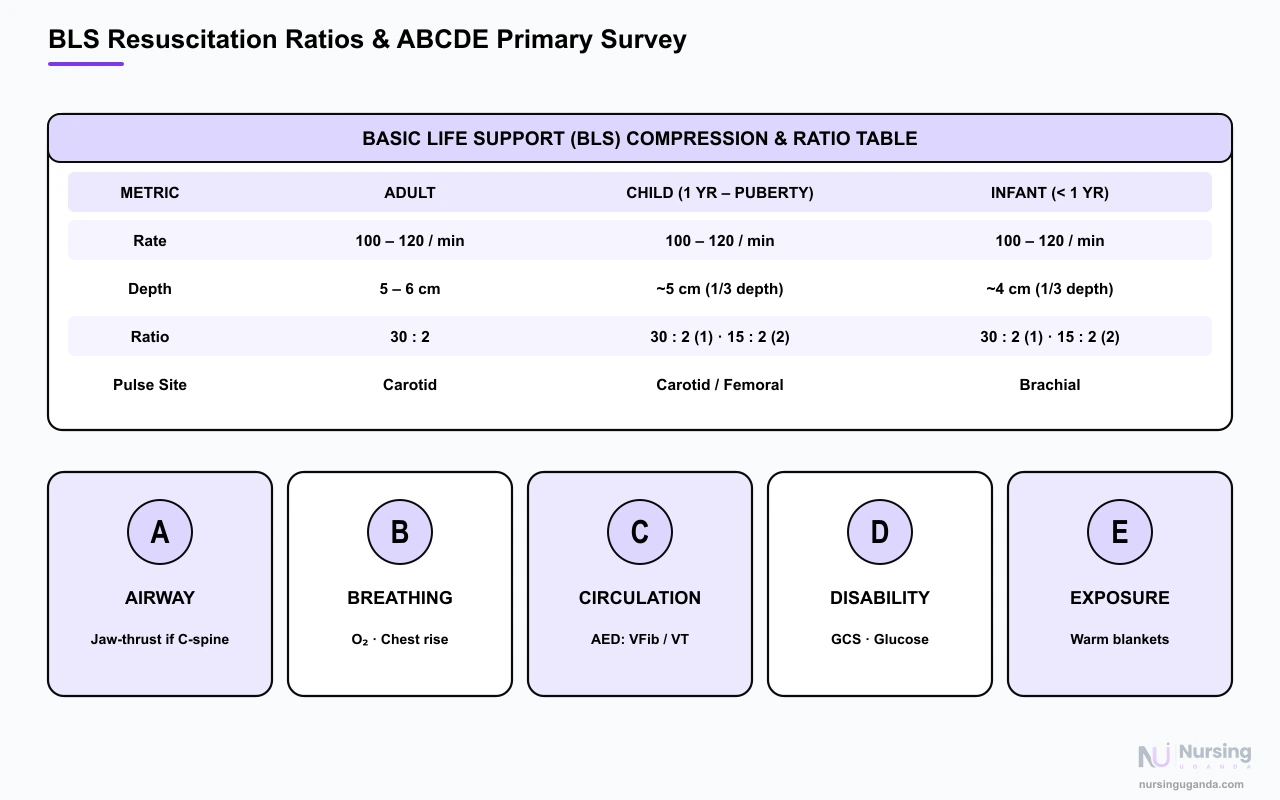 BLS Resuscitation Ratios & ABCDE Primary Survey
BASIC LIFE SUPPORT (BLS) COMPRESSION & RATIO TABLE
METRIC ADULT CHILD (1 YR – PUBERTY) INFANT (< 1 YR)
Rate 100 – 120 / min 100 – 120 / min 100 – 120 / min
Depth 5 – 6 cm ~5 cm (1/3 depth) ~4 cm (1/3 depth)
Ratio 30 : 2 30 : 2 (1) · 15 : 2 (2) 30 : 2 (1) · 15 : 2 (2)
Pulse Site Carotid Carotid / Femoral Brachial
A
AIRWAY
Jaw-thrust if C-spine
B
BREATHING
O₂ · Chest rise
C
CIRCULATION
AED: VFib / VT
D
DISABILITY
GCS · Glucose
E
EXPOSURE
Warm blankets
NU Nursing
UGANDA
nursinguganda.com